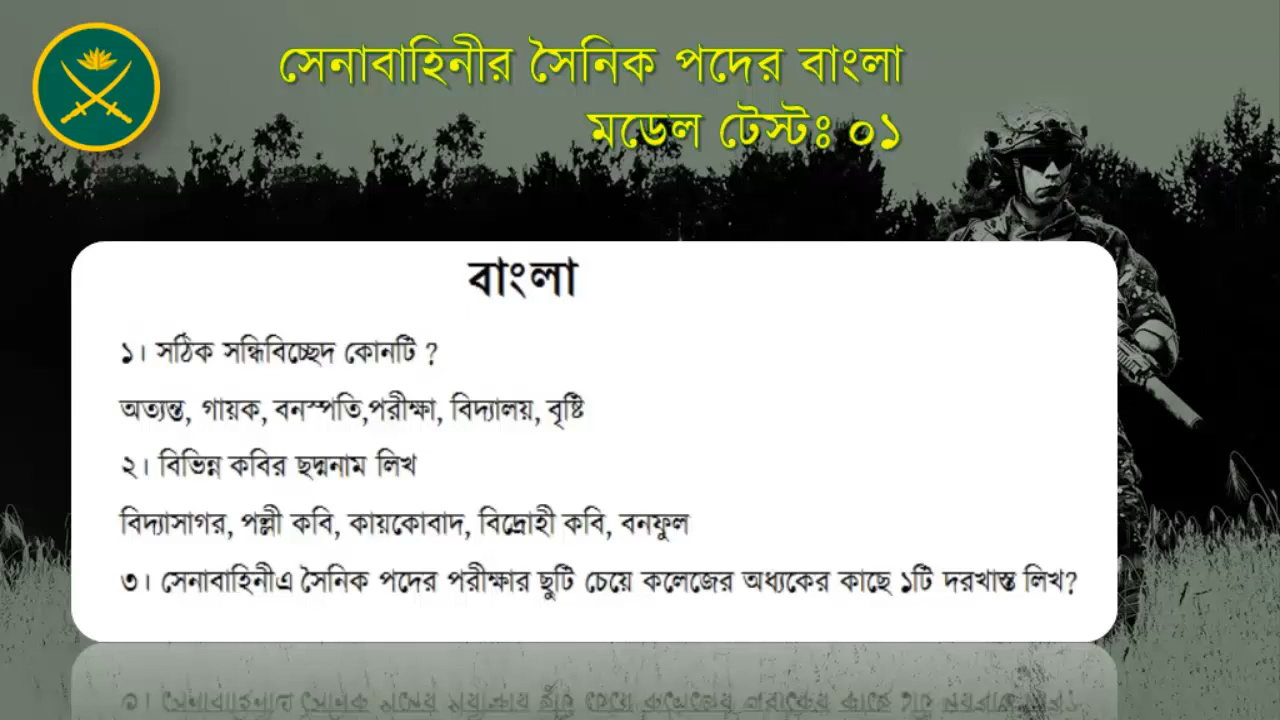 সেনাবাহিনীর সৈনিক পদের বাংলা
মডেল টেস্টঃ ০১
বাংলা
১। সঠিক সন্ধিবিচ্ছেদ কোনটি ?
অত্যন্ত, গায়ক, বনস্পতি,পরীক্ষা, বিদ্যালয়, বৃষ্টি
২। বিভিন্ন কবির ছদ্মনাম লিখ
বিদ্যাসাগর, পল্লী কবি, কায়কোবাদ, বিদ্রোহী কবি, বনফুল
৩। সেনাবাহিনীএ সৈনিক পদের পরীক্ষার ছুটি চেয়ে কলেজের অধ্যকের কাছে ১টি দরখাস্ত লিখ?